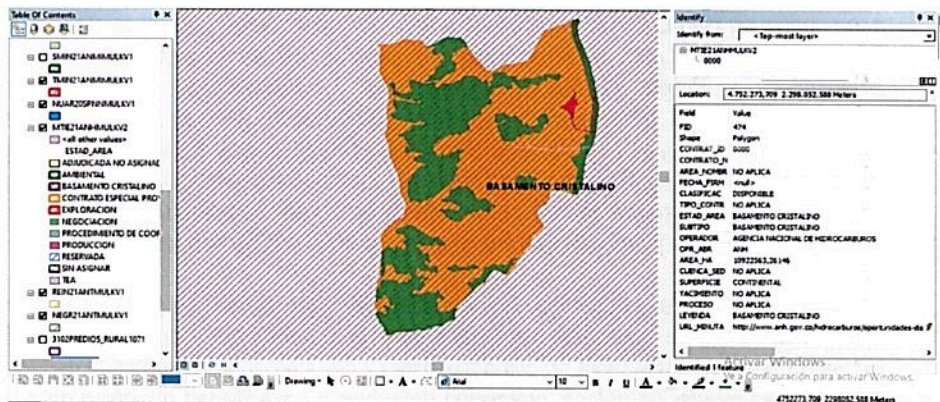 Table Of Contents
SMIN21ANMIMULKV1
TMIN21ANMMULKV1
NUAR20SPNNMULKV1
MTIE21ANHMULKV2
<all other values>
ESTAD_AREA
ADJUDICADA NO ASIGNAD
AMBIENTAL
BASAMENTO CRISTALINO
CONTRATO ESPECIAL PROY
EXPLORACION
NEGOCIACION
PROCEDIMIENTO DE COOR
PRODUCCION
RESERVADA
SIN ASIGNAR
TEA
REIN21ANTMULKV1
NEGR21ANTMULKV1
3102PREDIOS_RURAL1071
BASAMENTO CRISTALINO
Drawing
Arial
10
B I U A
Identify
Identify from: <Top-most layer>
MTIE21ANHMULKV2
0000
Location: 4.752.273,709 2.298.052,588 Meters
Field Value
FID 474
Shape Polygon
CONTRAT_ID 0000
CONTRATO_N
AREA_NOMBR NO APLICA
FECHA_FIRM <null>
CLASIFICAC DISPONIBLE
TIPO_CONTR NO APLICA
ESTAD_AREA BASAMENTO CRISTALINO
SUBTIPO BASAMENTO CRISTALINO
OPERADOR AGENCIA NACIONAL DE HIDROCARBUROS
OPR_ABR ANH
AREA_HA 10922563,26146
CUENCA_SED NO APLICA
SUPERFICIE CONTINENTAL
YACIMIENTO NO APLICA
PROCESO NO APLICA
LEYENDA BASAMENTO CRISTALINO
URL_MINUTA http://www.anh.gov.co/hidrocarburos/oportunidades-dis
Activar Windows
Identified 1 feature
Ve a Configuración para activar Windows.
4752273,709 2298052,588 Meters